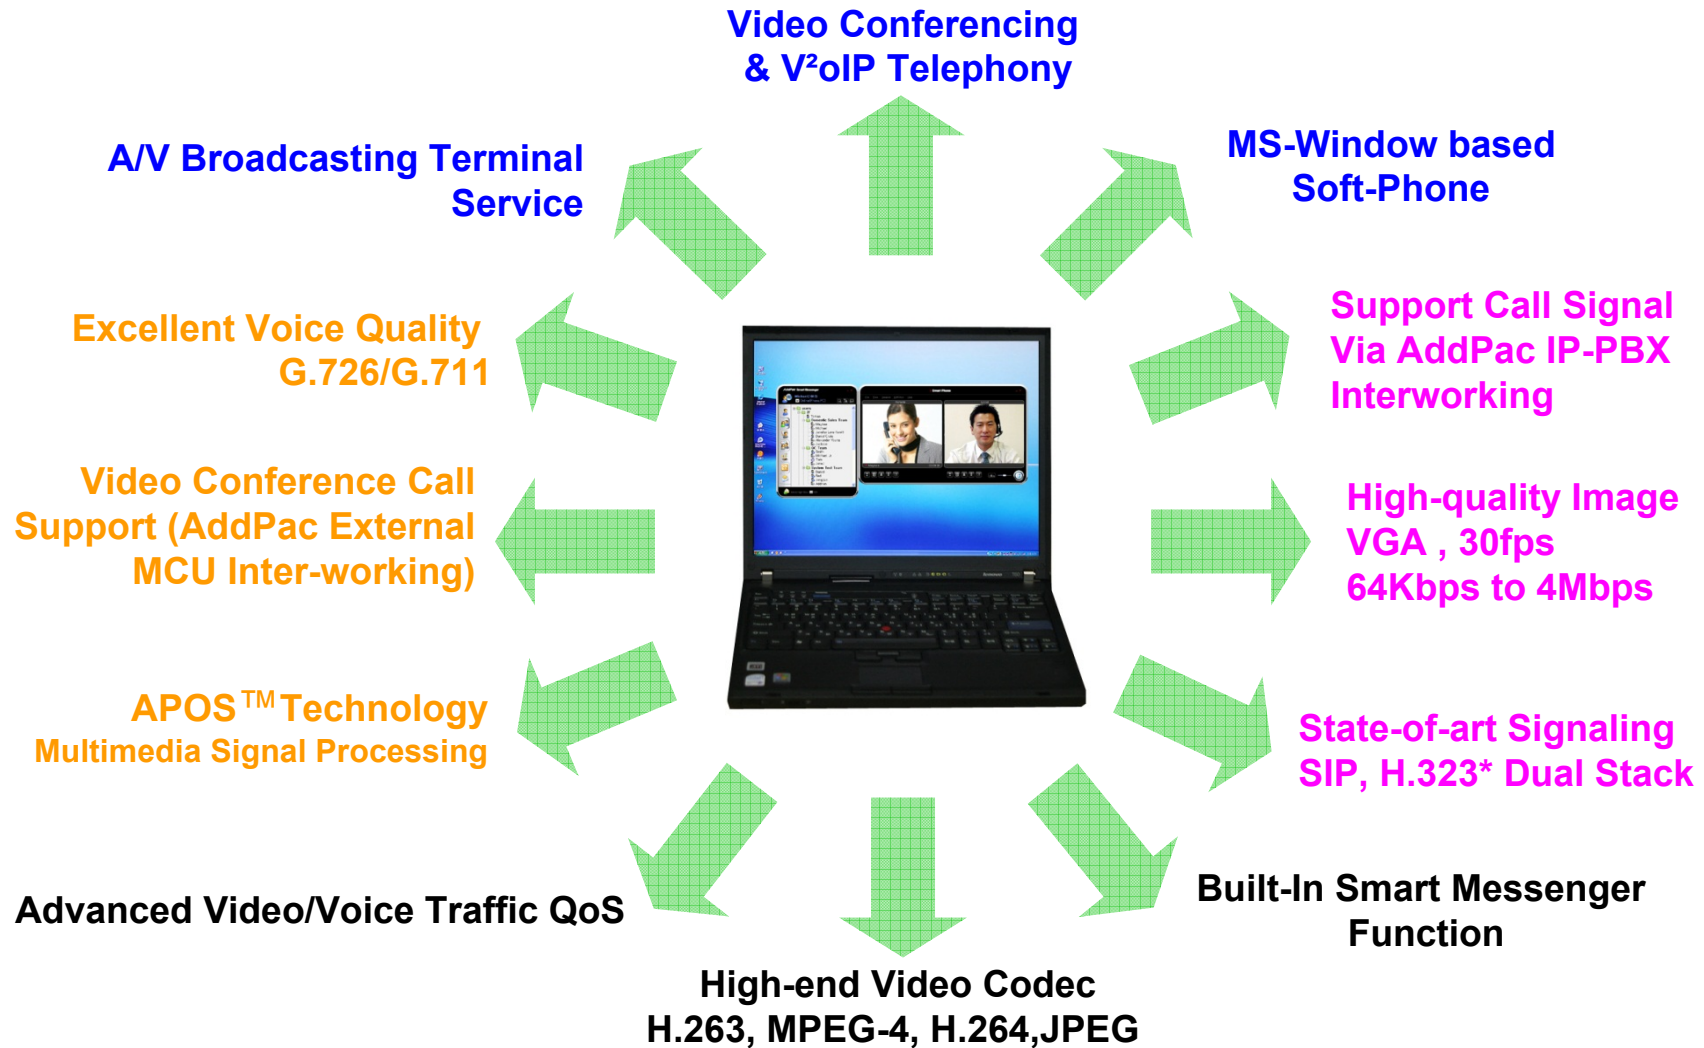 Video Conferencing
& V²oIP Telephony
A/V Broadcasting Terminal
Service
MS-Window based
Soft-Phone
Excellent Voice Quality
G.726/G.711
Support Call Signal
Via AddPac IP-PBX
Interworking
Video Conference Call
Support (AddPac External
MCU Inter-working)
High-quality Image
VGA , 30fps
64Kbps to 4Mbps
APOS™Technology
Multimedia Signal Processing
State-of-art Signaling
SIP, H.323* Dual Stack
Advanced Video/Voice Traffic QoS
Built-In Smart Messenger
Function
High-end Video Codec
H.263, MPEG-4, H.264,JPEG